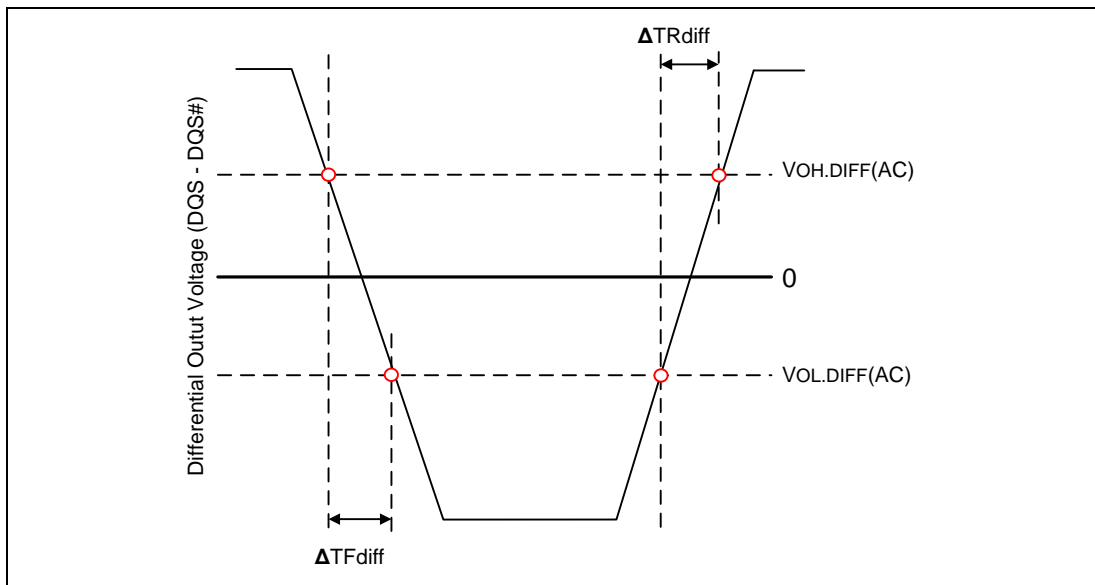 ΔTRdiff
Differential Outut Voltage (DQS - DQS#)
VOH.DIFF(AC)
0
VOL.DIFF(AC)
ΔTFdiff